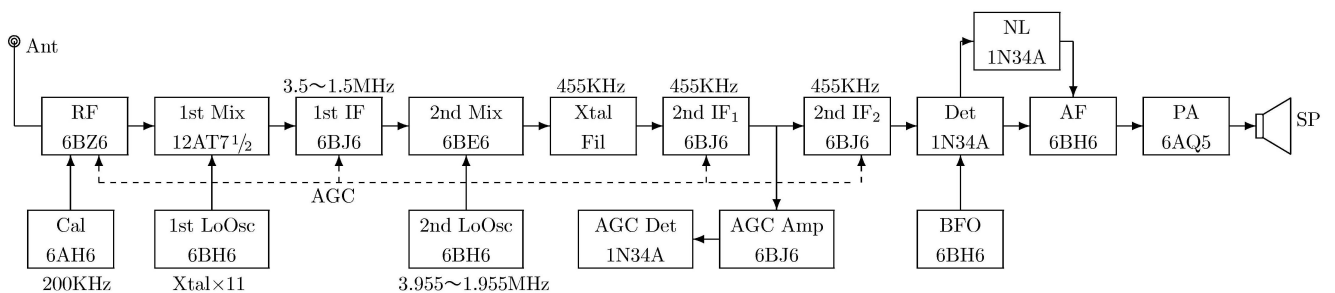 Ant
RF
6BZ6
1st Mix
12AT7 1/2
3.5～1.5MHz
1st IF
6BJ6
2nd Mix
6BE6
455KHz
Xtal
Fil
455KHz
2nd IF₁
6BJ6
455KHz
2nd IF₂
6BJ6
Det
1N34A
NL
1N34A
AF
6BH6
PA
6AQ5
SP
AGC
Cal
6AH6
200KHz
1st LoOsc
6BH6
Xtal×11
2nd LoOsc
6BH6
3.955～1.955MHz
AGC Det
1N34A
AGC Amp
6BJ6
BFO
6BH6